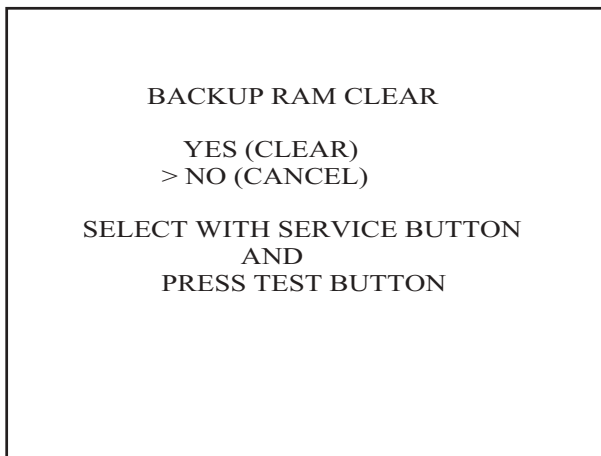 BACKUP RAM CLEAR
YES (CLEAR)
> NO (CANCEL)
SELECT WITH SERVICE BUTTON
AND
PRESS TEST BUTTON